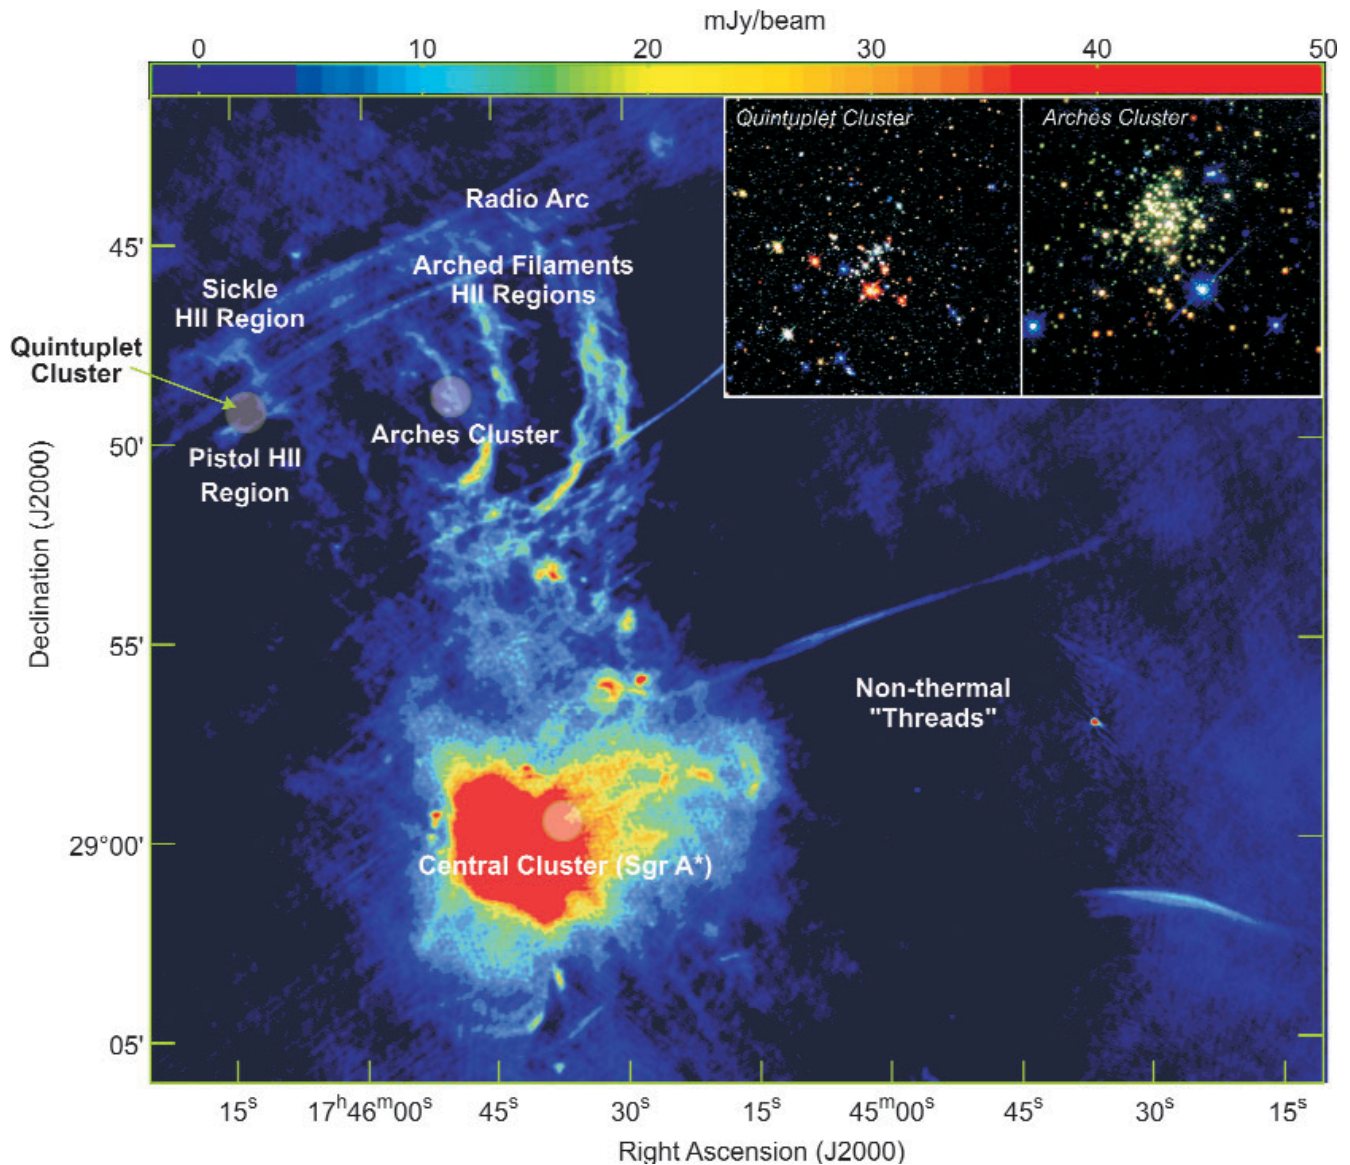 mJy/beam
0 10 20 30 40 50
Quintuplet Cluster
Arches Cluster
Radio Arc
45'
Arched Filaments
HII Regions
Sickle
HII Region
Quintuplet
Cluster
Arches Cluster
50'
Pistol HII
Region
Declination (J2000)
55'
Non-thermal
"Threads"
29°00'
Central Cluster (Sgr A*)
05'
15s 17h46m00s 45s 30s 15s 45m00s 45s 30s 15s
Right Ascension (J2000)